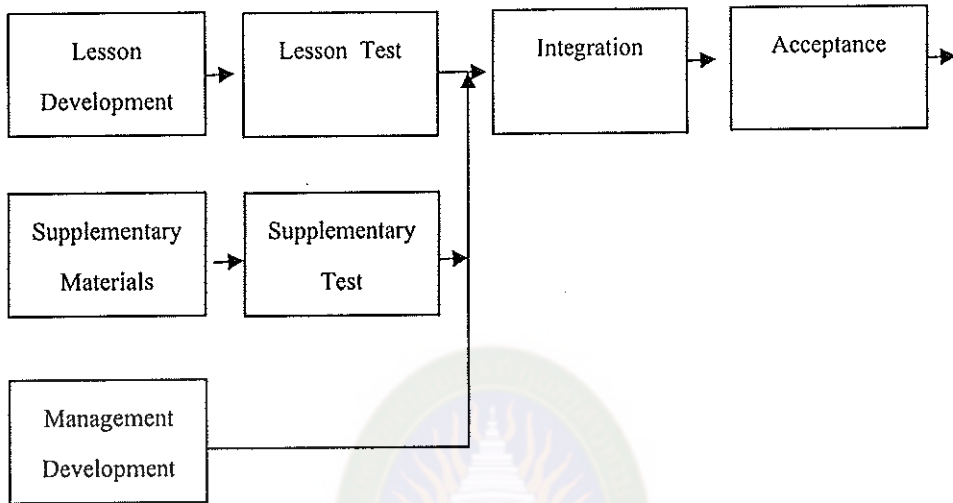 Lesson
Development
Lesson Test
Integration
Acceptance
Supplementary
Materials
Supplementary
Test
Management
Development